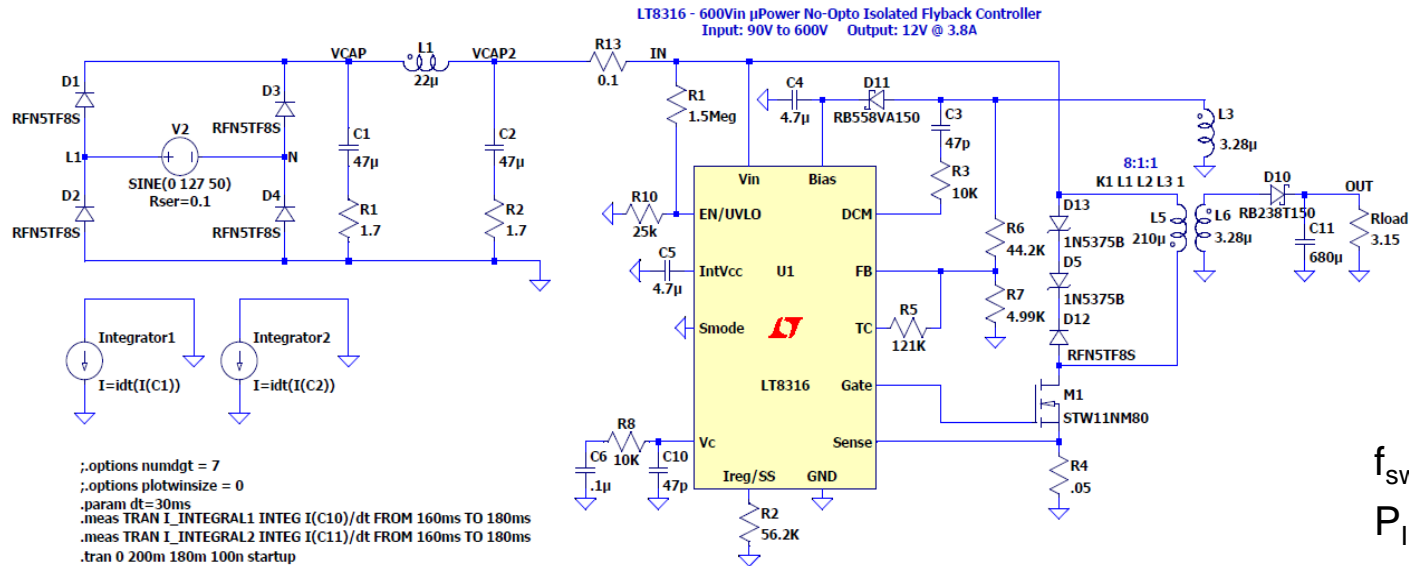 LT8316 - 600Vin µPower No-Opto Isolated Flyback Controller
Input: 90V to 600V Output: 12V @ 3.8A
VCAP
L1
22µ
VCAP2
R13
0.1
IN
D1
RFN5TF8S
D3
RFN5TF8S
V2
L1
N
SINE(0 127 50)
Rser=0.1
D2
RFN5TF8S
D4
RFN5TF8S
C1
47µ
R1
1.7
C2
47µ
R2
1.7
R1
1.5Meg
R10
25k
C4
4.7µ
D11
RB558VA150
C3
47p
R3
10K
L3
3.28µ
8:1:1
K1 L1 L2 L3 1
D10
RB238T150
OUT
L5
210µ
L6
3.28µ
C11
680µ
Rload
3.15
D13
1N5375B
D5
1N5375B
D12
RFN5TF8S
R6
44.2K
R7
4.99K
R5
121K
C5
4.7µ
Vin
Bias
EN/UVLO
DCM
IntVcc
U1
FB
Smode
TC
LT8316
Gate
Vc
Sense
Ireg/SS
GND
M1
STW11NM80
R4
.05
R8
10K
C6
.1µ
C10
47p
R2
56.2K
Integrator1
I=idt(I(C1))
Integrator2
I=idt(I(C2))
;.options numdgt = 7
;.options plotwinsize = 0
.param dt=30ms
.meas TRAN I_INTEGRAL1 INTEG I(C10)/dt FROM 160ms TO 180ms
.meas TRAN I_INTEGRAL2 INTEG I(C11)/dt FROM 160ms TO 180ms
.tran 0 200m 180m 100n startup